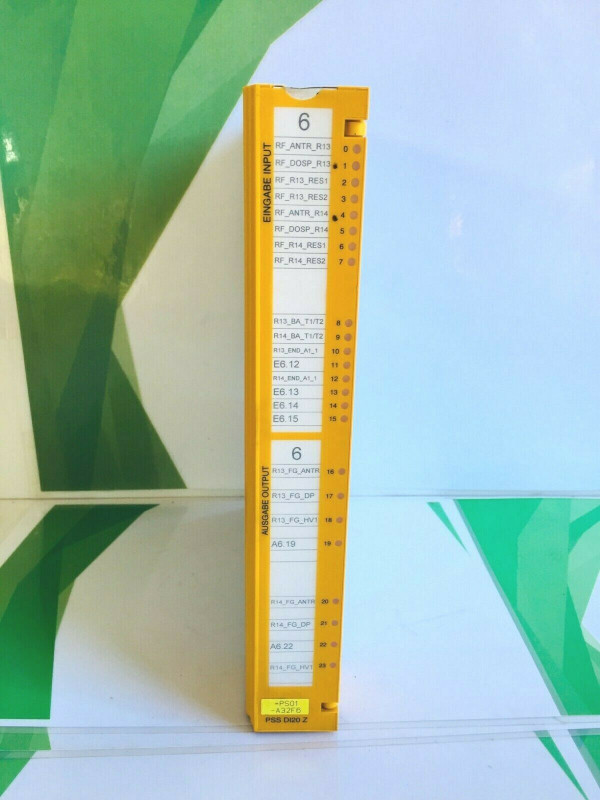 6
EINGABE INPUT
RF_ANTR_R13 0
RF_DOSP_R13 1
RF_R13_RES1 2
RF_R13_RES2 3
RF_ANTR_R14 4
RF_DOSP_R14 5
RF_R14_RES1 6
RF_R14_RES2 7
R13_BA_T1/T2 8
R14_BA_T1/T2 9
R13_END_A1_1 10
E6.12 11
R14_END_A1_1 12
E6.13 13
E6.14 14
E6.15 15
6
AUSGABE OUTPUT
R13_FG_ANTR 16
R13_FG_DP 17
R13_FG_HV1 18
A6.19 19
R14_FG_ANTR 20
R14_FG_DP 21
A6.22 22
R14_FG_HV1 23
+PS01
-A32F6
PSS DI20 Z